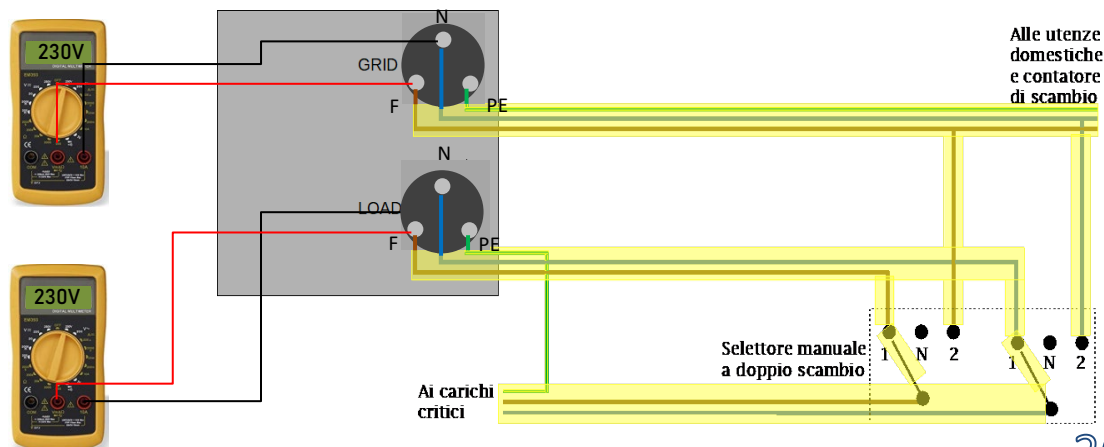 230V
N
GRID
F
PE
Alle utenze
domestiche
e contatore
di scambio
N
LOAD
F
PE
230V
Selettore manuale
a doppio scambio
1 N 2
1 N 2
Ai carichi
critici